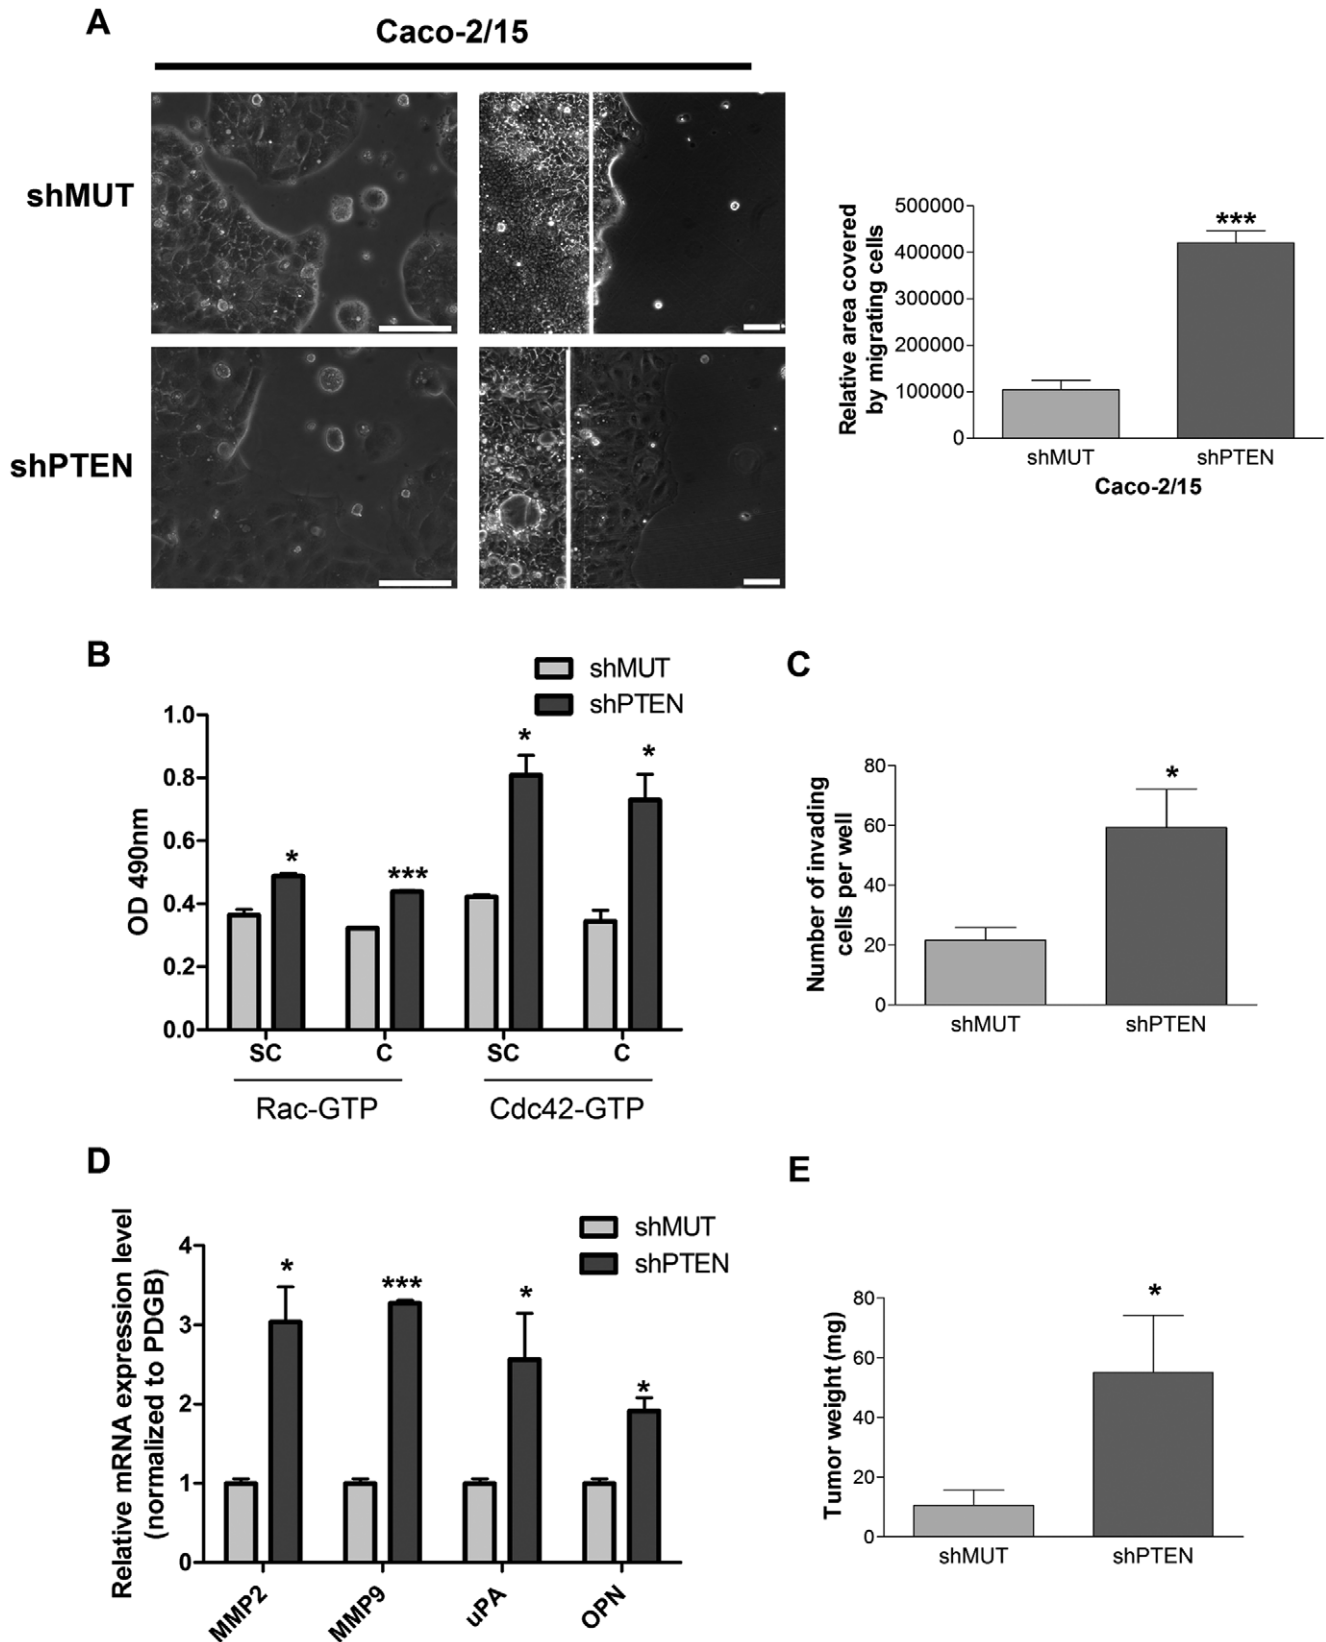 A
Caco-2/15
shMUT
shPTEN
Relative area covered
by migrating cells
500000
400000
300000
200000
100000
0
***
shMUT shPTEN
Caco-2/15
B
shMUT
shPTEN
OD 490nm
1.0
0.8
0.6
0.4
0.2
0.0
* *** * *
SC C SC C
Rac-GTP Cdc42-GTP
C
Number of invading
cells per well
80
60
40
20
0
*
shMUT shPTEN
D
shMUT
shPTEN
Relative mRNA expression level
(normalized to PDGB)
4
3
2
1
0
* *** * *
MMP2 MMP9 uPA OPN
E
Tumor weight (mg)
80
60
40
20
0
*
shMUT shPTEN